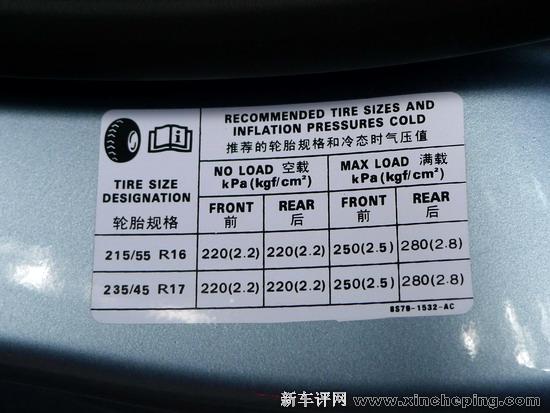 RECOMMENDED TIRE SIZES AND
INFLATION PRESSURES COLD
推荐的轮胎规格和冷态时气压值
TIRE SIZE
DESIGNATION
轮胎规格
NO LOAD 空载
kPa(kgf/cm²)
MAX LOAD 满载
kPa(kgf/cm²)
FRONT
前
REAR
后
FRONT
前
REAR
后
215/55 R16 220(2.2) 220(2.2) 250(2.5) 280(2.8)
235/45 R17 220(2.2) 220(2.2) 250(2.5) 280(2.8)
8S79-1532-AC
新车评网 www.xincheping.com